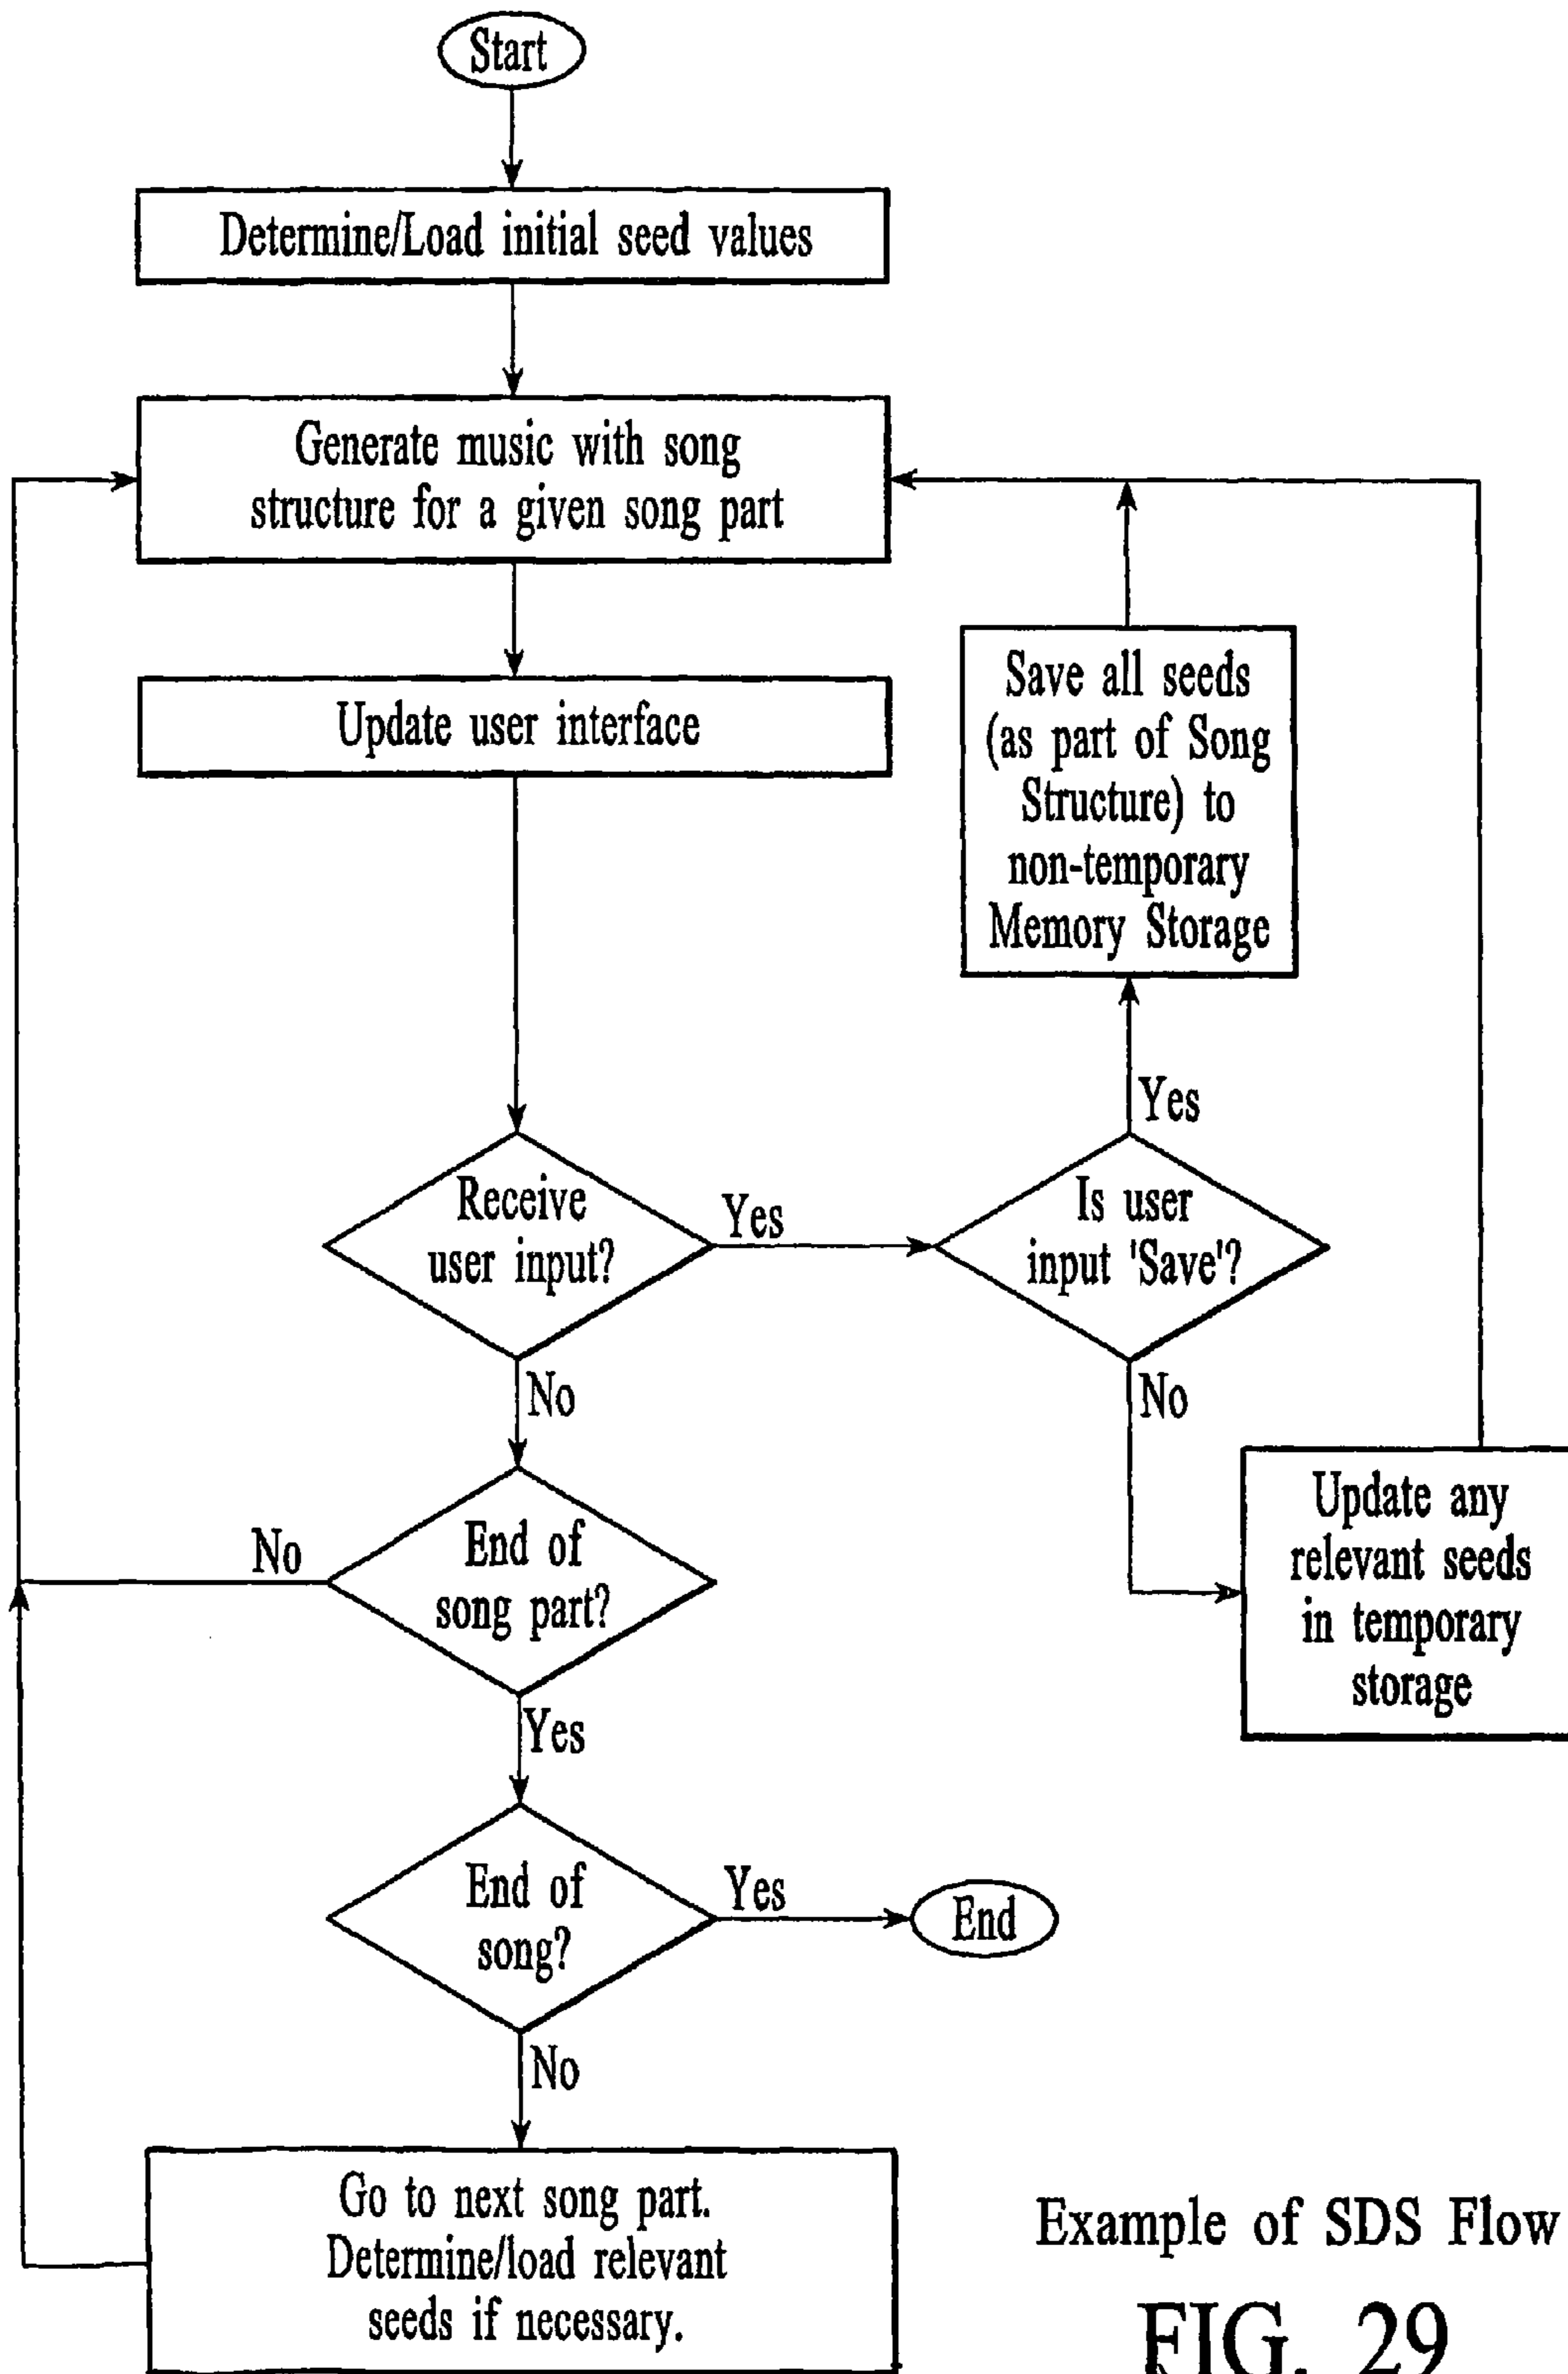 Start
Determine/Load initial seed values
Generate music with song
structure for a given song part
Update user interface
Save all seeds
(as part of Song
Structure) to
non-temporary
Memory Storage
Yes
Receive
user input?
Yes
Is user
input 'Save'?
No
No
Update any
relevant seeds
in temporary
storage
No
End of
song part?
Yes
End of
song?
Yes
End
No
Go to next song part.
Determine/load relevant
seeds if necessary.
Example of SDS Flow
FIG. 29